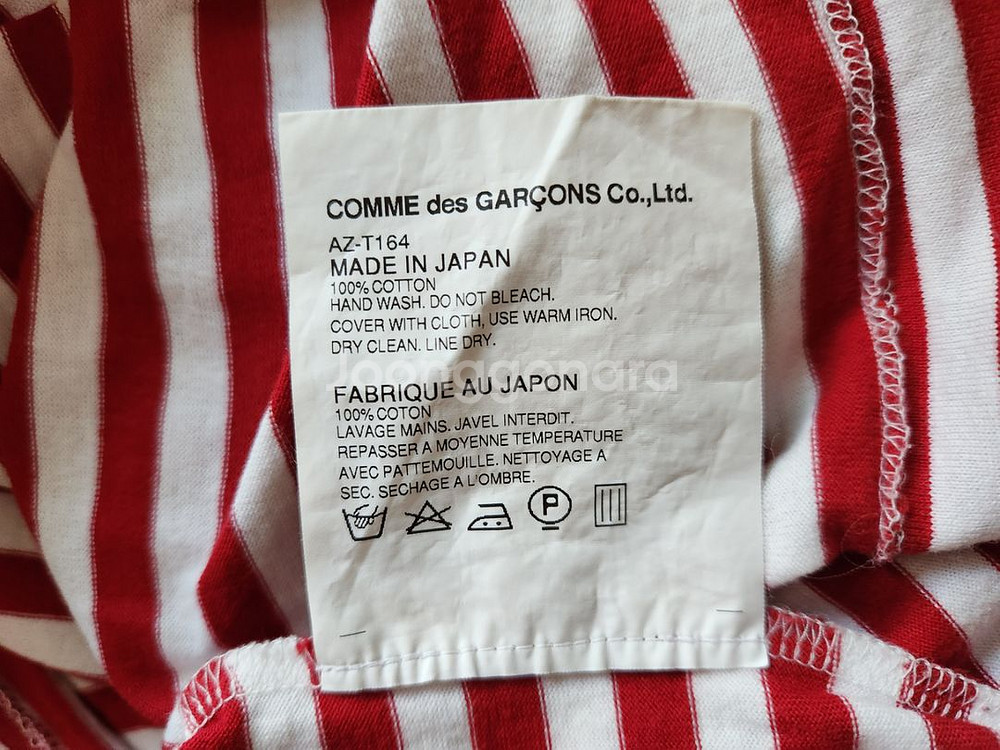 COMME des GARÇONS Co.,Ltd.
AZ-T164
MADE IN JAPAN
100% COTTON
HAND WASH. DO NOT BLEACH.
COVER WITH CLOTH, USE WARM IRON.
DRY CLEAN. LINE DRY.
Joonggonara
FABRIQUE AU JAPON
100% COTON
LAVAGE MAINS. JAVEL INTERDIT.
REPASSER A MOYENNE TEMPERATURE
AVEC PATTEMOUILLE. NETTOYAGE A
SEC. SECHAGE A L'OMBRE.
P